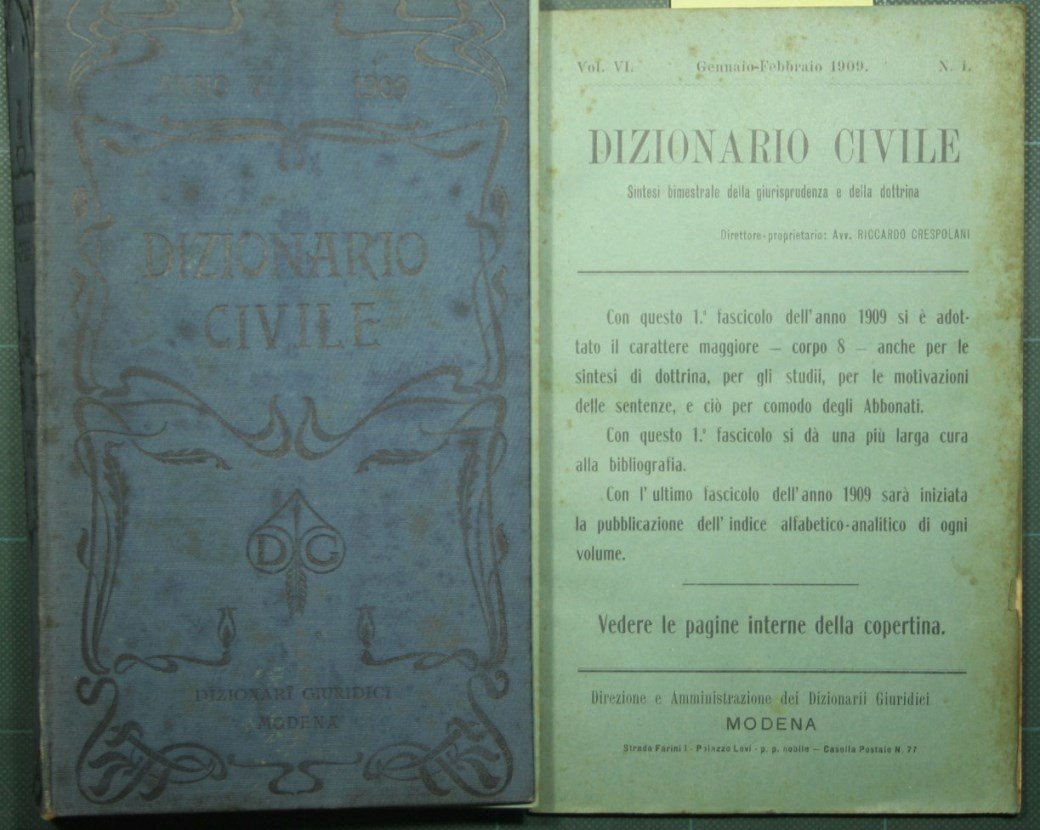 ANNO V. 1909
DIZIONARIO
CIVILE
DG
DIZIONARÎ GIURIDICI
MODENA
Vol. VI. Gennaio-Febbraio 1909. N. 1.
DIZIONARIO CIVILE
Sintesi bimestrale della giurisprudenza e della dottrina
Direttore-proprietario: Avv. RICCARDO CRESPOLANI
Con questo 1.º fascicolo dell'anno 1909 si è adot-
tato il carattere maggiore — corpo 8 — anche per le
sintesi di dottrina, per gli studii, per le motivazioni
delle sentenze, e ciò per comodo degli Abbonati.
Con questo 1.º fascicolo si dà una più larga cura
alla bibliografia.
Con l'ultimo fascicolo dell'anno 1909 sarà iniziata
la pubblicazione dell'indice alfabetico-analitico di ogni
volume.
Vedere le pagine interne della copertina.
Direzione e Amministrazione dei Dizionarii Giuridici
MODENA
Strada Farini 1 - Palazzo Levi - p. p. nobile — Casella Postale N. 77